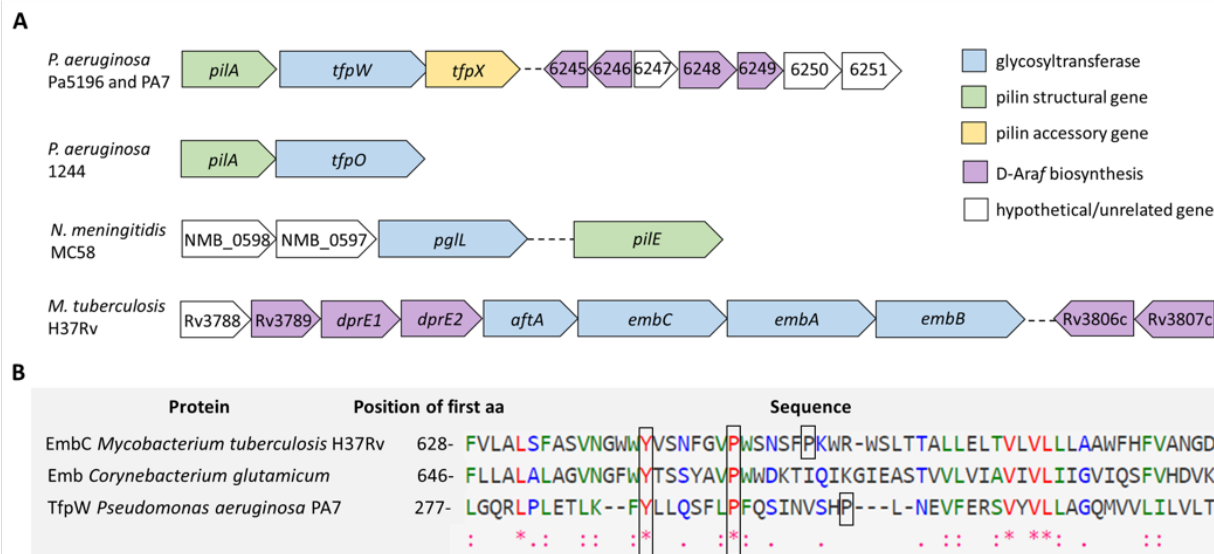 A
P. aeruginosa
Pa5196 and PA7
pilA
tfpW
tfpX
6245
6246
6247
6248
6249
6250
6251
glycosyltransferase
pilin structural gene
pilin accessory gene
D-Araf biosynthesis
hypothetical/unrelated gene
P. aeruginosa
1244
pilA
tfpO
N. meningitidis
MC58
NMB_0598
NMB_0597
pglL
pilE
M. tuberculosis
H37Rv
Rv3788
Rv3789
dprE1
dprE2
aftA
embC
embA
embB
Rv3806c
Rv3807c
B
Protein Position of first aa Sequence
EmbC Mycobacterium tuberculosis H37Rv 628- FVLALSFASVNGWWYVSNFGVPWSNSFPKWR-WSLTTALLELTVLVLLLAAWFHFVANGD
Emb Corynebacterium glutamicum 646- FLLALALAGVNGFWYTSSYAVPWWDKTIQIKGIEASTVVLVIAVIVLIIGVIQSFVHDVK
TfpW Pseudomonas aeruginosa PA7 277- LGQRLPLETLK--FYLLQSFLPFQSINVSHP---L-NEVFERSVYVLLAGQMVVLILVLT
: *.: :: :* . :*: . . . : :: :* ** : . ::